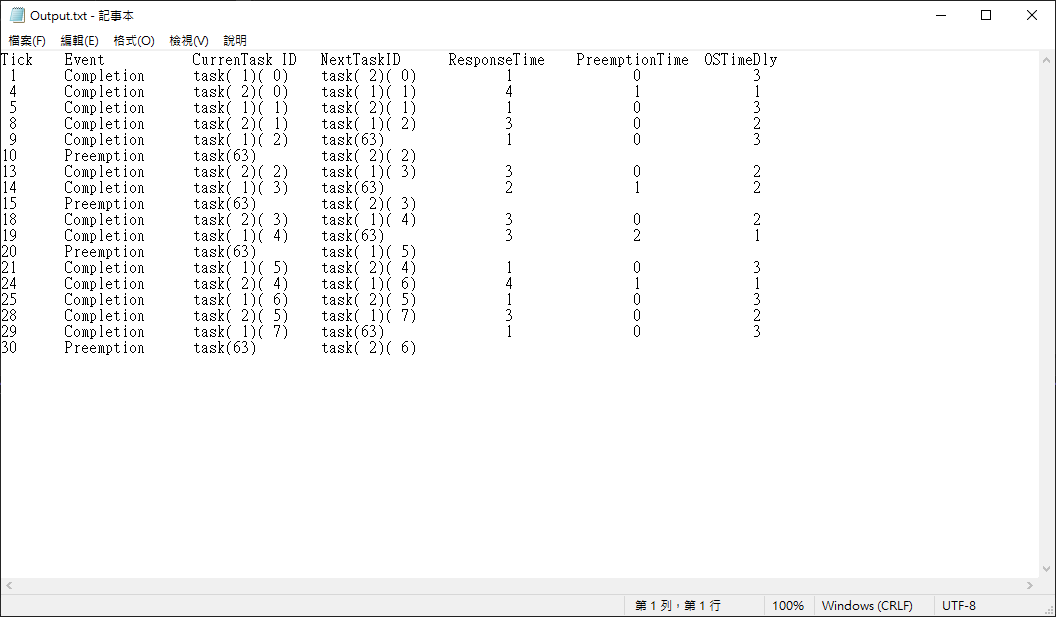 Output.txt - 記事本
檔案(F) 編輯(E) 格式(O) 檢視(V) 說明
Tick Event CurrenTask ID NextTaskID ResponseTime PreemptionTime OSTimeDly
1 Completion task( 1)( 0) task( 2)( 0) 1 0 3
4 Completion task( 2)( 0) task( 1)( 1) 4 1 1
5 Completion task( 1)( 1) task( 2)( 1) 1 0 3
8 Completion task( 2)( 1) task( 1)( 2) 3 0 2
9 Completion task( 1)( 2) task(63) 1 0 3
10 Preemption task(63) task( 2)( 2)
13 Completion task( 2)( 2) task( 1)( 3) 3 0 2
14 Completion task( 1)( 3) task(63) 2 1 2
15 Preemption task(63) task( 2)( 3)
18 Completion task( 2)( 3) task( 1)( 4) 3 0 2
19 Completion task( 1)( 4) task(63) 3 2 1
20 Preemption task(63) task( 1)( 5)
21 Completion task( 1)( 5) task( 2)( 4) 1 0 3
24 Completion task( 2)( 4) task( 1)( 6) 4 1 1
25 Completion task( 1)( 6) task( 2)( 5) 1 0 3
28 Completion task( 2)( 5) task( 1)( 7) 3 0 2
29 Completion task( 1)( 7) task(63) 1 0 3
30 Preemption task(63) task( 2)( 6)
第 1 列，第 1 行 100% Windows (CRLF) UTF-8